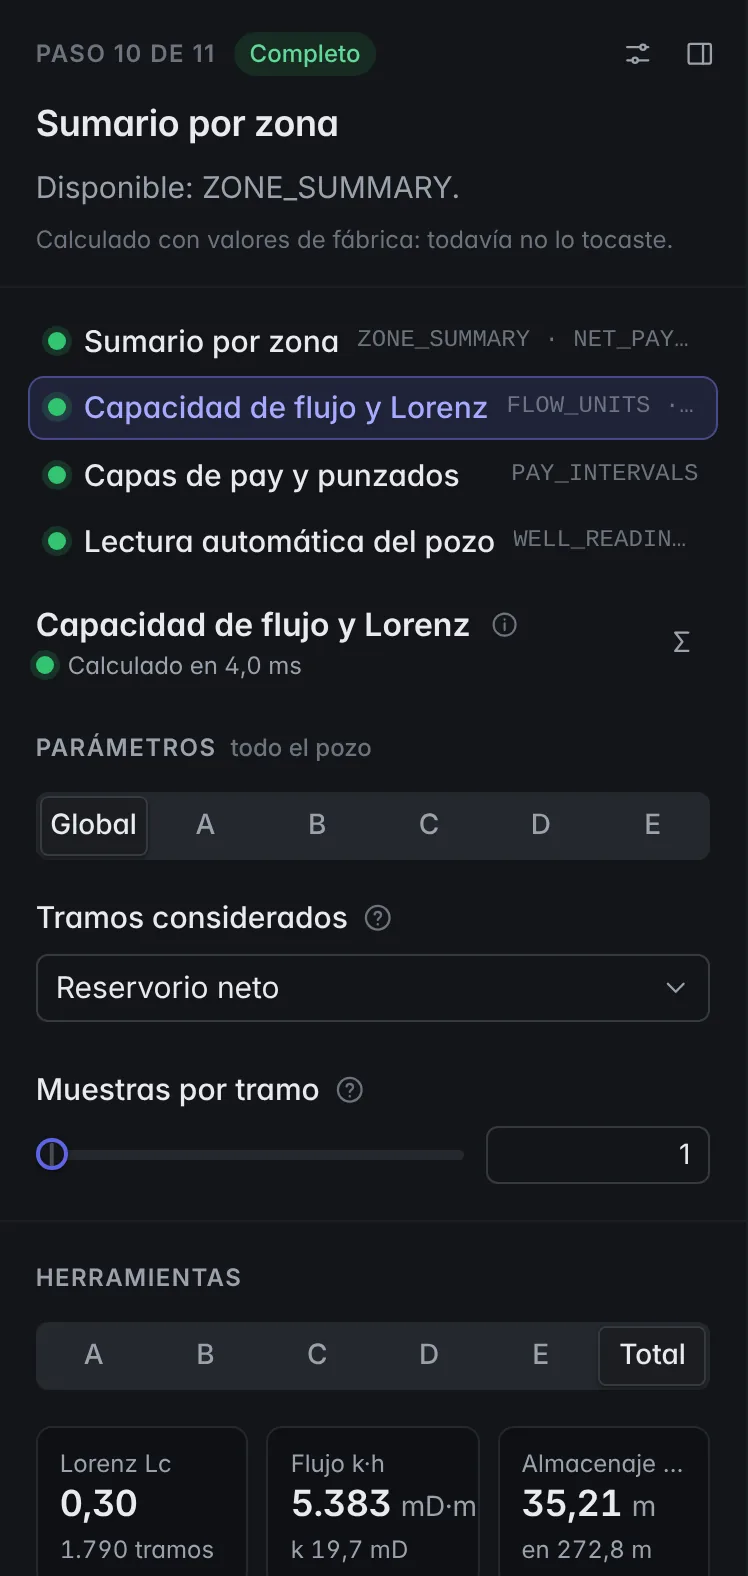 PASO 10 DE 11 Completo
Sumario por zona
Disponible: ZONE_SUMMARY.
Calculado con valores de fábrica: todavía no lo tocaste.
Sumario por zona ZONE_SUMMARY · NET_PAY…
Capacidad de flujo y Lorenz FLOW_UNITS ·…
Capas de pay y punzados PAY_INTERVALS
Lectura automática del pozo WELL_READIN…
Capacidad de flujo y Lorenz
Σ
Calculado en 4,0 ms
PARÁMETROS todo el pozo
Global A B C D E
Tramos considerados
Reservorio neto
Muestras por tramo
1
HERRAMIENTAS
A B C D E Total
Lorenz Lc Flujo k·h Almacenaje ...
0,30 5.383 mD·m 35,21 m
1.790 tramos k 19,7 mD en 272,8 m